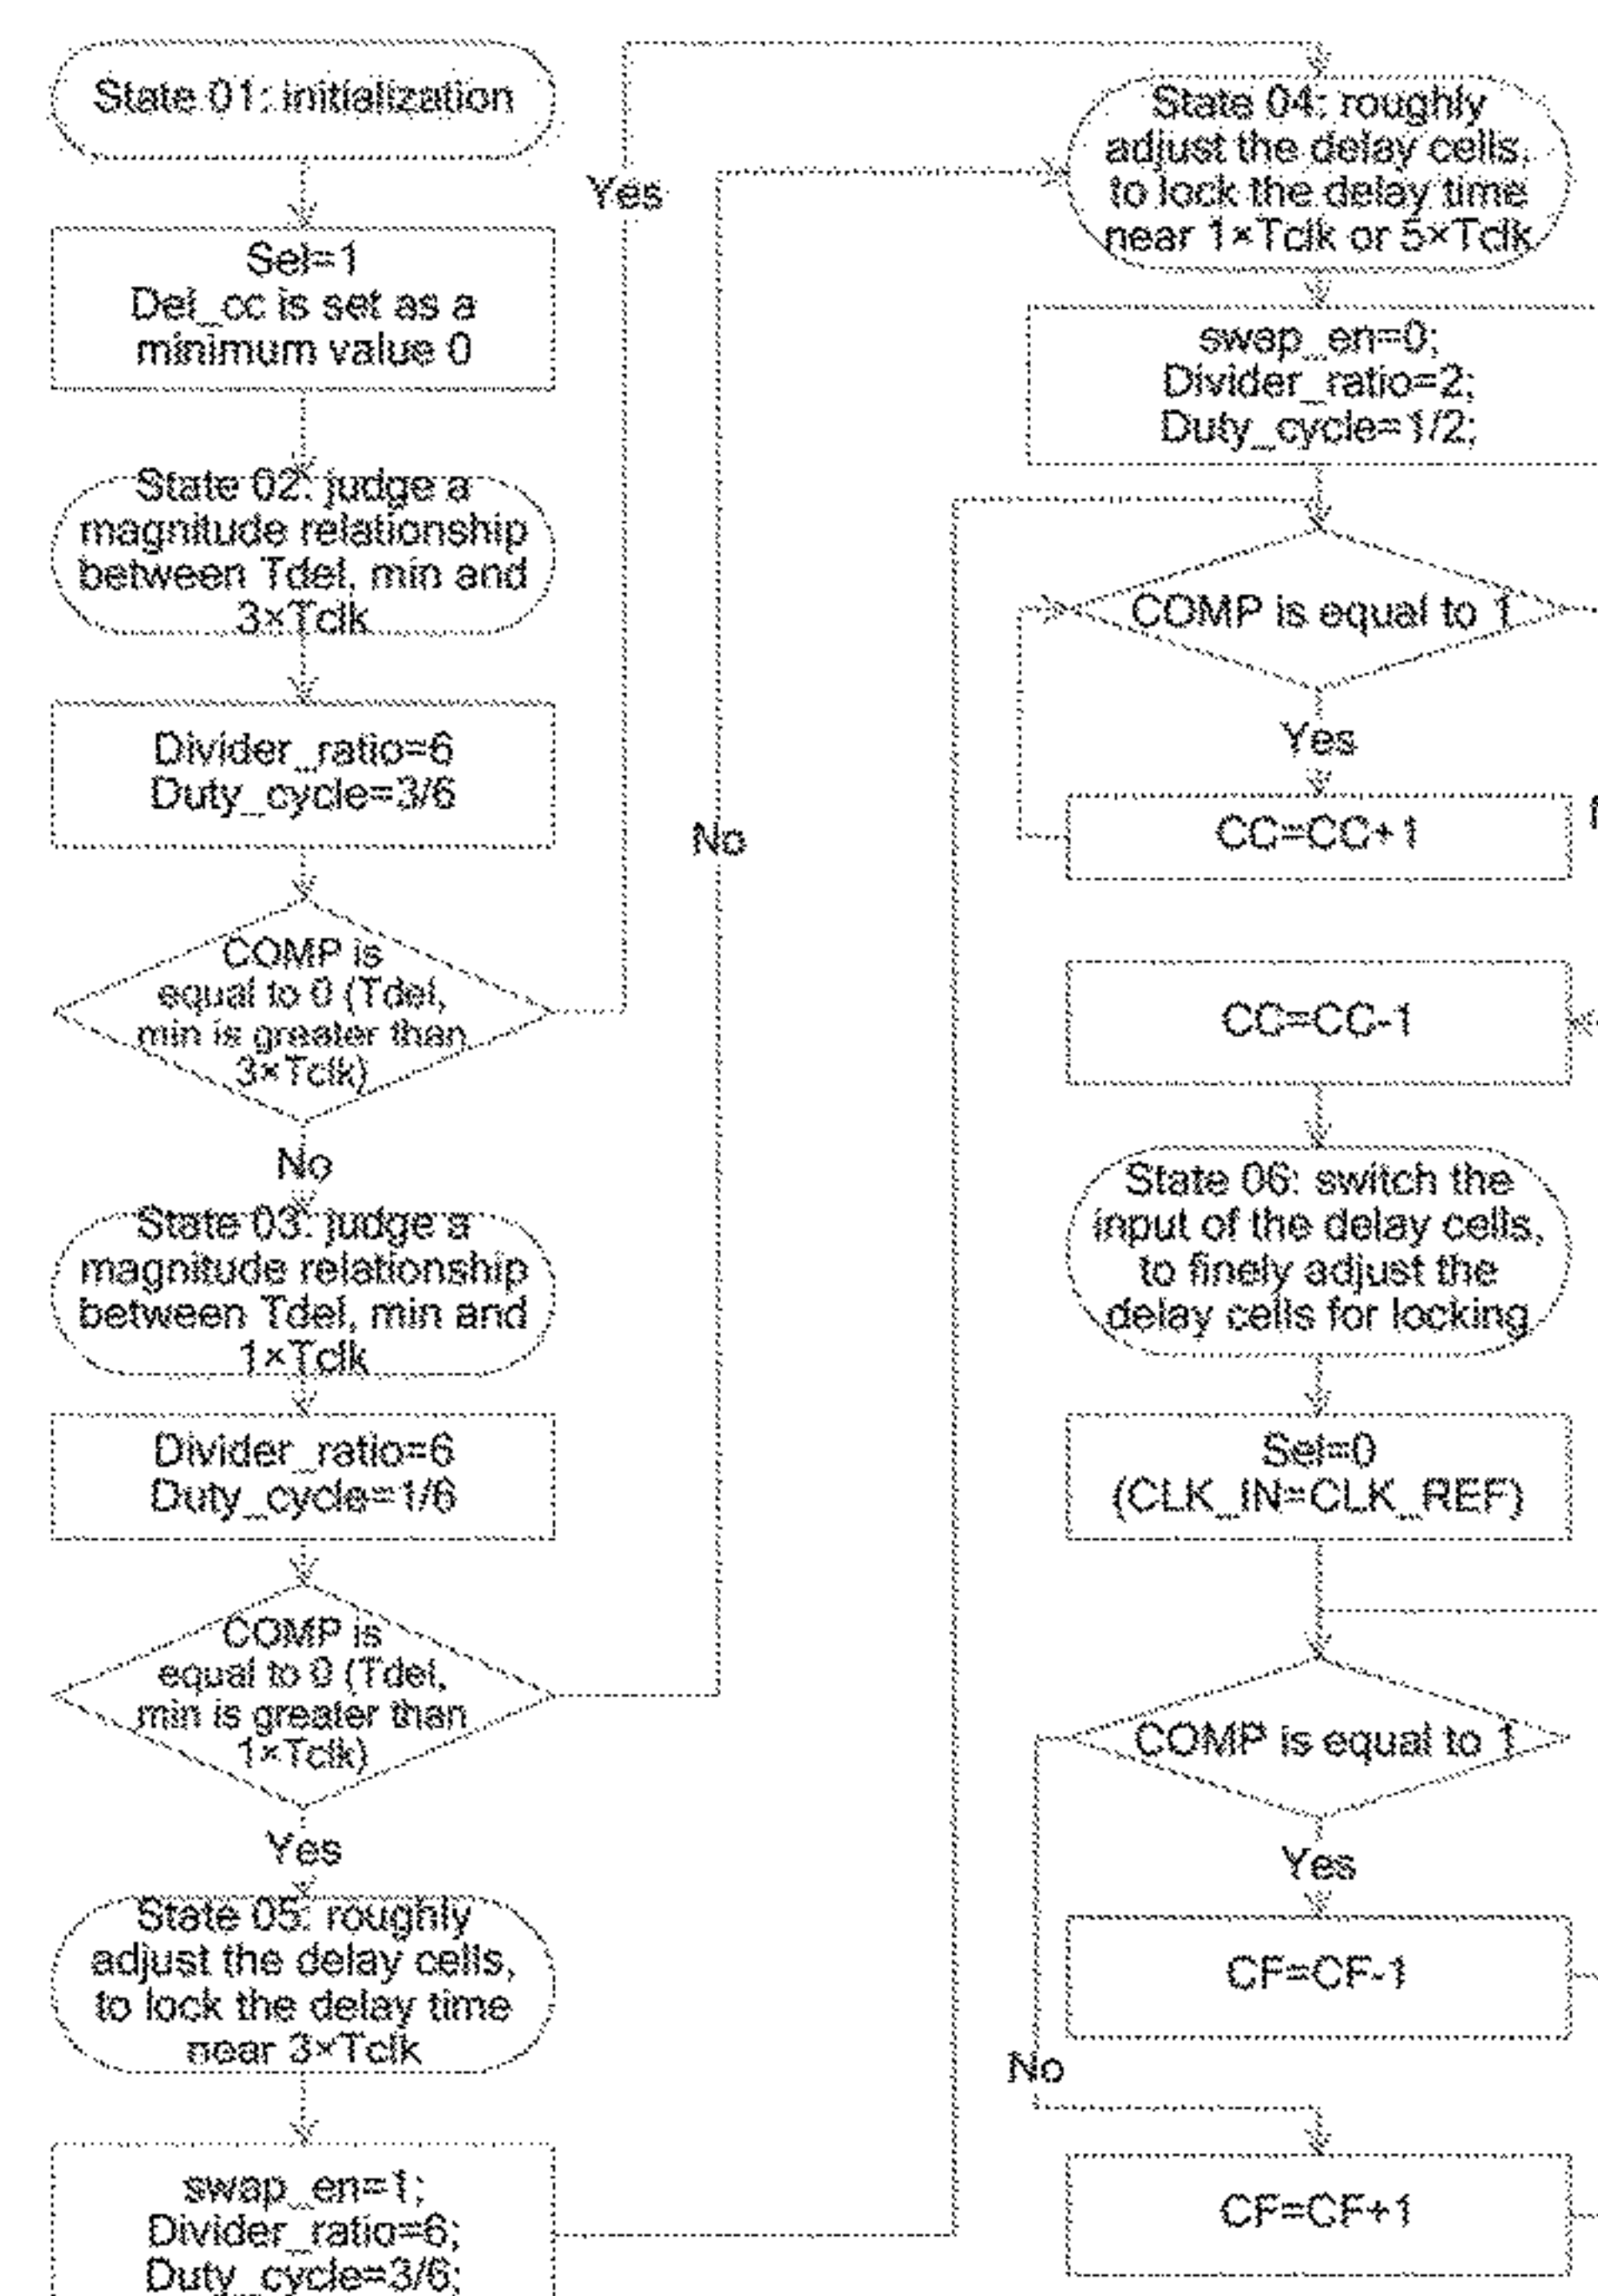 State 01: initialization
Sel=1
Del_cc is set as a
minimum value 0
State 02: judge a
magnitude relationship
between Tdel, min and
3×Tclk
Divider_ratio=6
Duty_cycle=3/6
COMP is
equal to 0 (Tdel,
min is greater than
3×Tclk)
Yes
No
State 03: judge a
magnitude relationship
between Tdel, min and
1×Tclk
Divider_ratio=6
Duty_cycle=1/6
COMP is
equal to 0 (Tdel,
min is greater than
1×Tclk)
No
Yes
State 05: roughly
adjust the delay cells,
to lock the delay time
near 3×Tclk
swap_en=1;
Divider_ratio=6;
Duty_cycle=3/6;
State 04: roughly
adjust the delay cells,
to lock the delay time
near 1×Tclk or 5×Tclk
swap_en=0;
Divider_ratio=2;
Duty_cycle=1/2;
COMP is equal to 1
Yes
CC=CC+1
CC=CC-1
State 06: switch the
input of the delay cells,
to finely adjust the
delay cells for locking
Sel=0
(CLK_IN=CLK_REF)
COMP is equal to 1
Yes
CF=CF-1
No
CF=CF+1